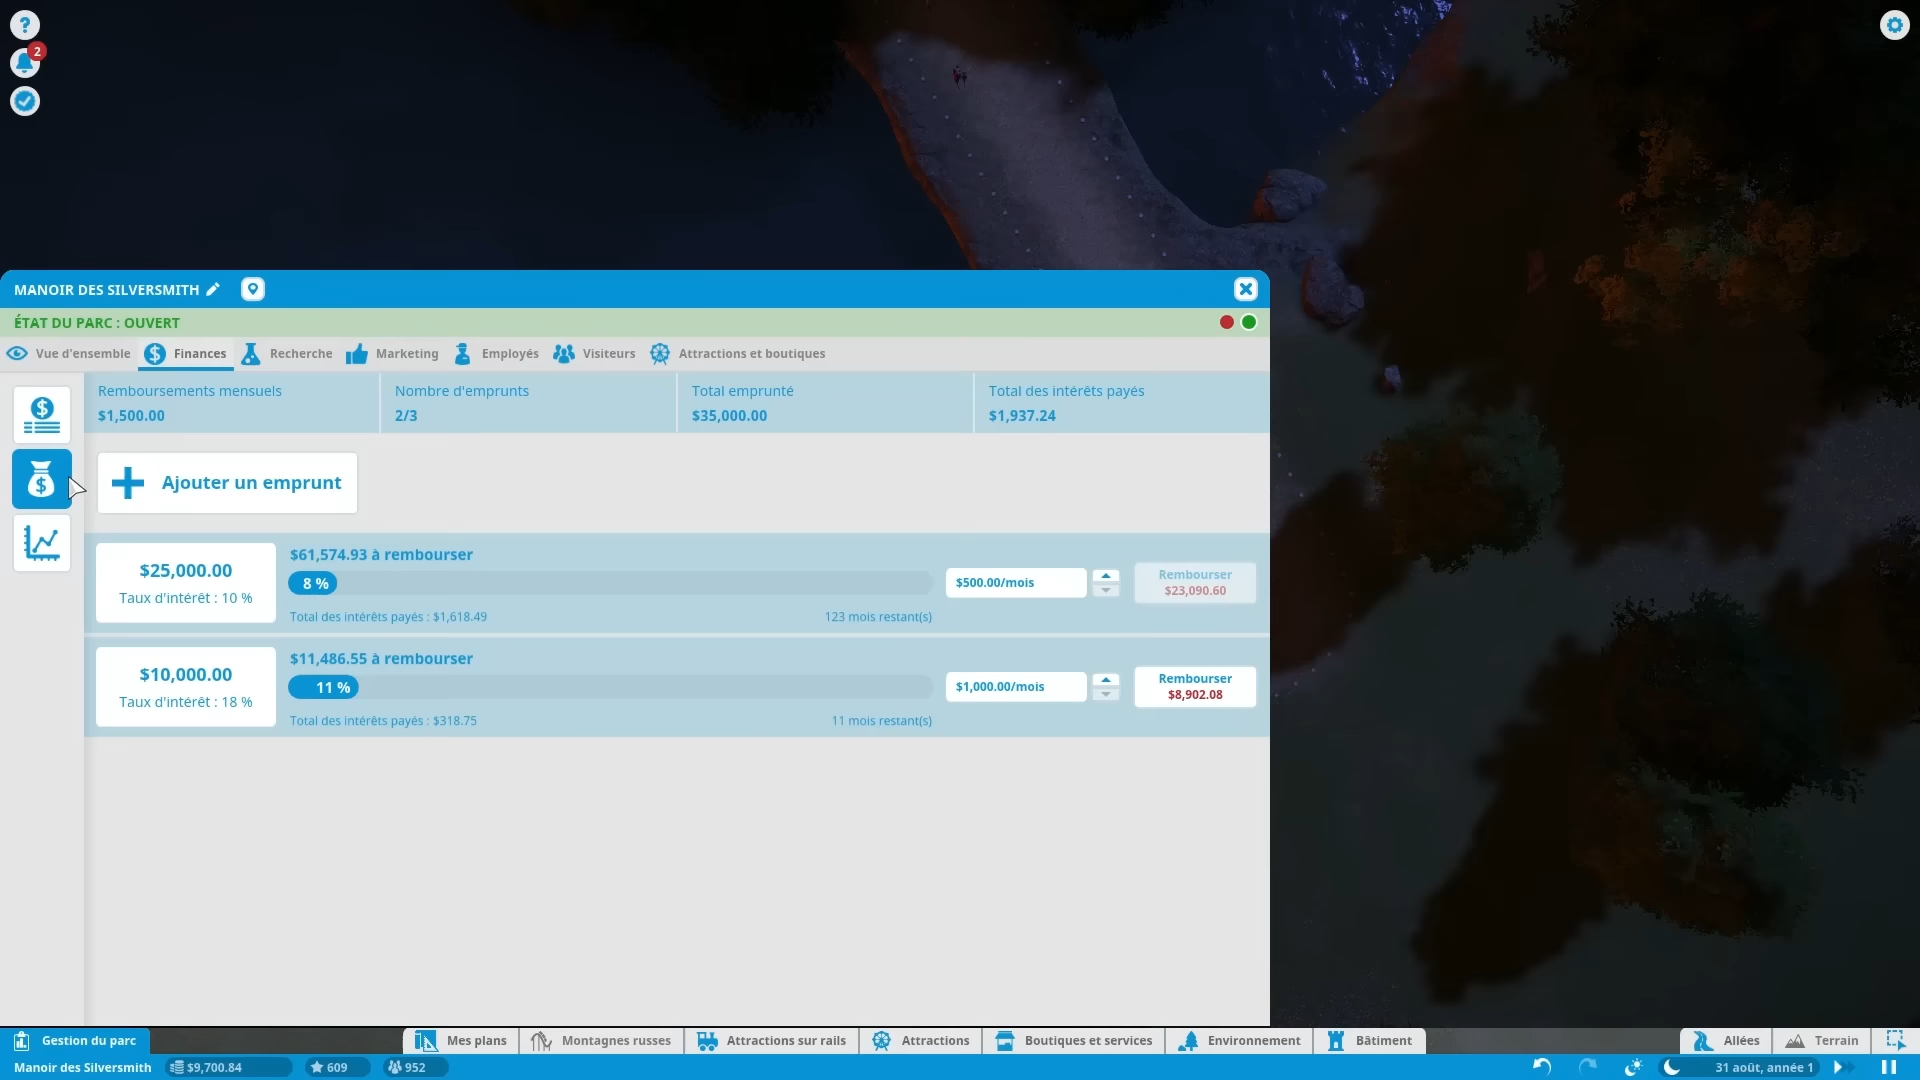 ?
2
MANOIR DES SILVERSMITH
ÉTAT DU PARC : OUVERT
Vue d'ensemble
Finances
Recherche
Marketing
Employés
Visiteurs
Attractions et boutiques
Remboursements mensuels
$1,500.00
Nombre d'emprunts
2/3
Total emprunté
$35,000.00
Total des intérêts payés
$1,937.24
Ajouter un emprunt
$25,000.00
Taux d'intérêt : 10 %
$61,574.93 à rembourser
8 %
Total des intérêts payés : $1,618.49
123 mois restant(s)
$500.00/mois
Rembourser
$23,090.60
$10,000.00
Taux d'intérêt : 18 %
$11,486.55 à rembourser
11 %
Total des intérêts payés : $318.75
11 mois restant(s)
$1,000.00/mois
Rembourser
$8,902.08
Gestion du parc
Mes plans
Montagnes russes
Attractions sur rails
Attractions
Boutiques et services
Environnement
Bâtiment
Allées
Terrain
Manoir des Silversmith
$9,700.84
609
952
31 août, année 1